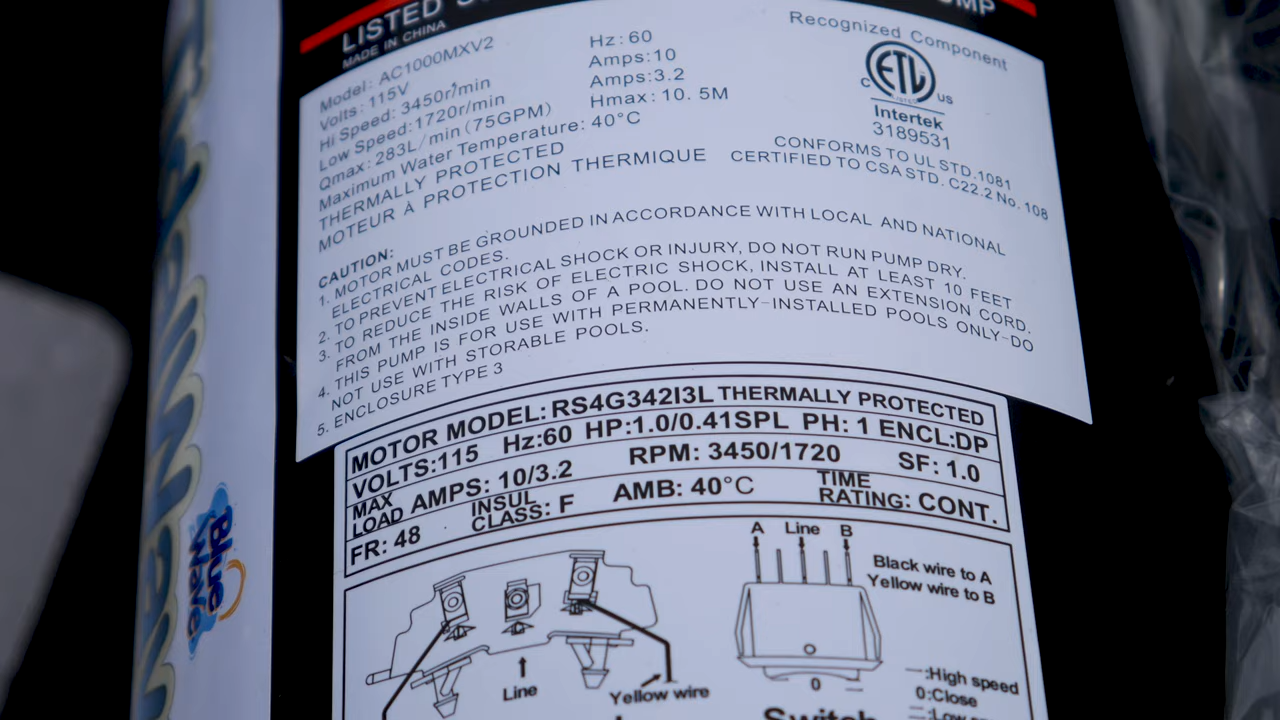 LISTED
MADE IN CHINA
Recognized Component
Model: AC1000MXV2
Volts: 115V
Hz: 60
Hi Speed: 3450r/min
Amps:10
Low Speed:1720r/min
Amps:3.2
Qmax: 283L/min(75GPM)
Hmax: 10. 5M
Maximum Water Temperature: 40°C
THERMALLY PROTECTED
MOTEUR À PROTECTION THERMIQUE
ETL
C US
LISTED
Intertek
3189531
CONFORMS TO UL STD.1081
CERTIFIED TO CSA STD. C22.2 No. 108
CAUTION:
1. MOTOR MUST BE GROUNDED IN ACCORDANCE WITH LOCAL AND NATIONAL
ELECTRICAL CODES.
2. TO PREVENT ELECTRICAL SHOCK OR INJURY, DO NOT RUN PUMP DRY.
3. TO REDUCE THE RISK OF ELECTRIC SHOCK, INSTALL AT LEAST 10 FEET
FROM THE INSIDE WALLS OF A POOL. DO NOT USE AN EXTENSION CORD.
4. THIS PUMP IS FOR USE WITH PERMANENTLY-INSTALLED POOLS ONLY-DO
NOT USE WITH STORABLE POOLS.
5. ENCLOSURE TYPE 3
MOTOR MODEL: RS4G342I3L THERMALLY PROTECTED
VOLTS:115 Hz:60 HP:1.0/0.41SPL PH: 1 ENCL:DP
MAX LOAD AMPS: 10/3.2 RPM: 3450/1720 SF: 1.0
FR: 48 INSUL CLASS: F AMB: 40°C TIME RATING: CONT.
A Line B
Black wire to A
Yellow wire to B
Line
Yellow wire
0
—:High speed
0:Close
Switch
Blue
Wave